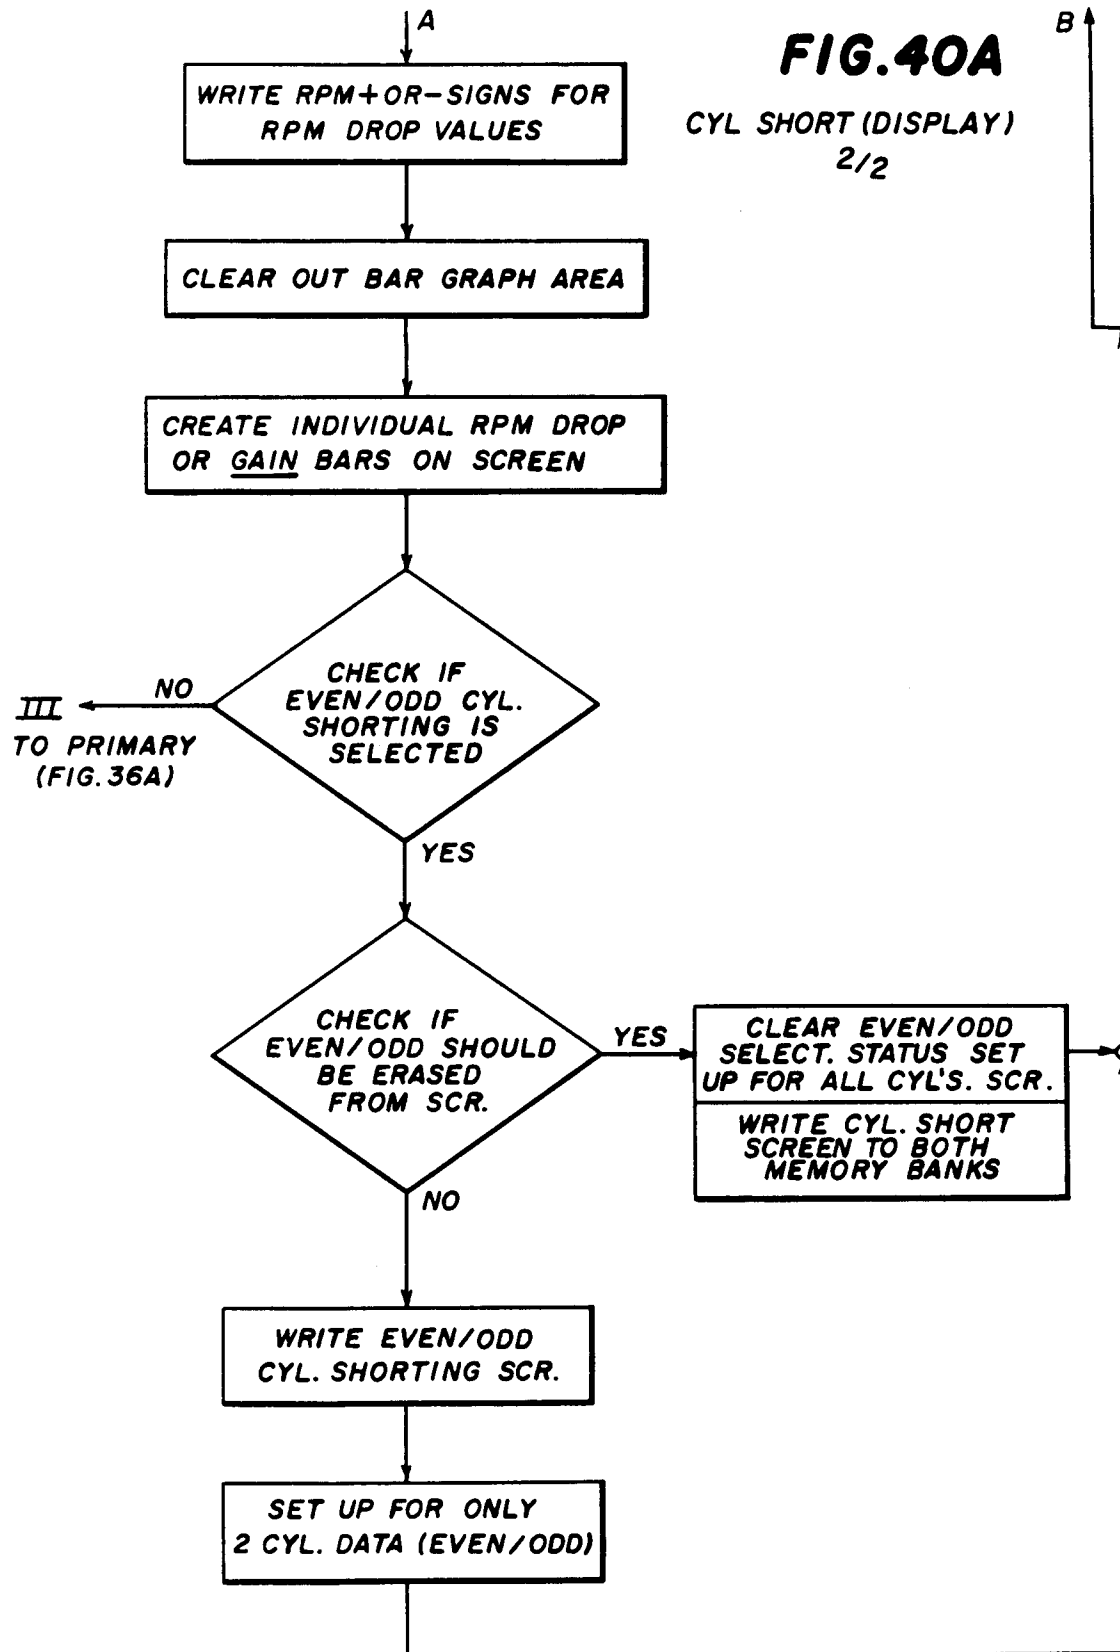 A
B
FIG.40A
CYL SHORT (DISPLAY)
2/2
WRITE RPM+OR-SIGNS FOR
RPM DROP VALUES
CLEAR OUT BAR GRAPH AREA
CREATE INDIVIDUAL RPM DROP
OR GAIN BARS ON SCREEN
CHECK IF
EVEN/ODD CYL.
SHORTING IS
SELECTED
NO
III
TO PRIMARY
(FIG.36A)
YES
CHECK IF
EVEN/ODD SHOULD
BE ERASED
FROM SCR.
YES
CLEAR EVEN/ODD
SELECT. STATUS SET
UP FOR ALL CYL'S. SCR.
WRITE CYL. SHORT
SCREEN TO BOTH
MEMORY BANKS
NO
WRITE EVEN/ODD
CYL. SHORTING SCR.
SET UP FOR ONLY
2 CYL. DATA (EVEN/ODD)